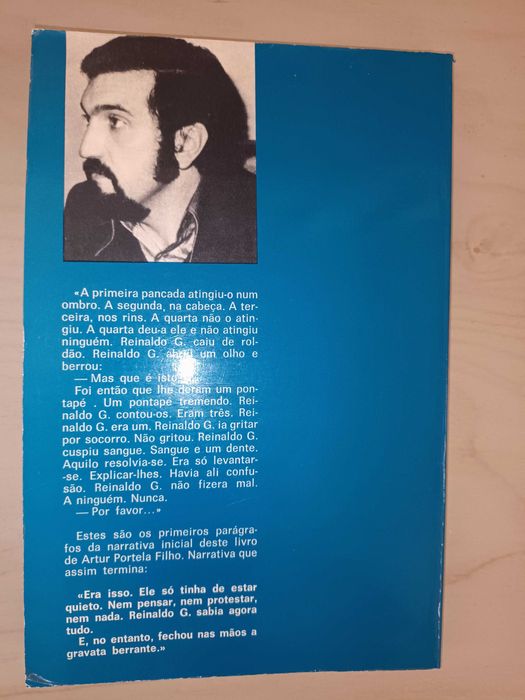 «A primeira pancada atingiu-o num
ombro. A segunda, na cabeça. A ter-
ceira, nos rins. A quarta não o atin-
giu. A quarta deu-a ele e não atingiu
ninguém. Reinaldo G. caiu de rol-
dão. Reinaldo G. abriu um olho e
berrou:
— Mas que é isto
Foi então que lhe deram um pon-
tapé . Um pontapé tremendo. Rei-
naldo G. contou-os. Eram três. Rei-
naldo G. era um. Reinaldo G. ia gritar
por socorro. Não gritou. Reinaldo G.
cuspiu sangue. Sangue e um dente.
Aquilo resolvia-se. Era só levantar-
-se. Explicar-lhes. Havia ali confu-
são. Reinaldo G. não fizera mal.
A ninguém. Nunca.
— Por favor...»
Estes são os primeiros parágra-
fos da narrativa inicial deste livro
de Artur Portela Filho. Narrativa que
assim termina:
«Era isso. Ele só tinha de estar
quieto. Nem pensar, nem protestar,
nem nada. Reinaldo G. sabia agora
tudo.
E, no entanto, fechou nas mãos a
gravata berrante.»